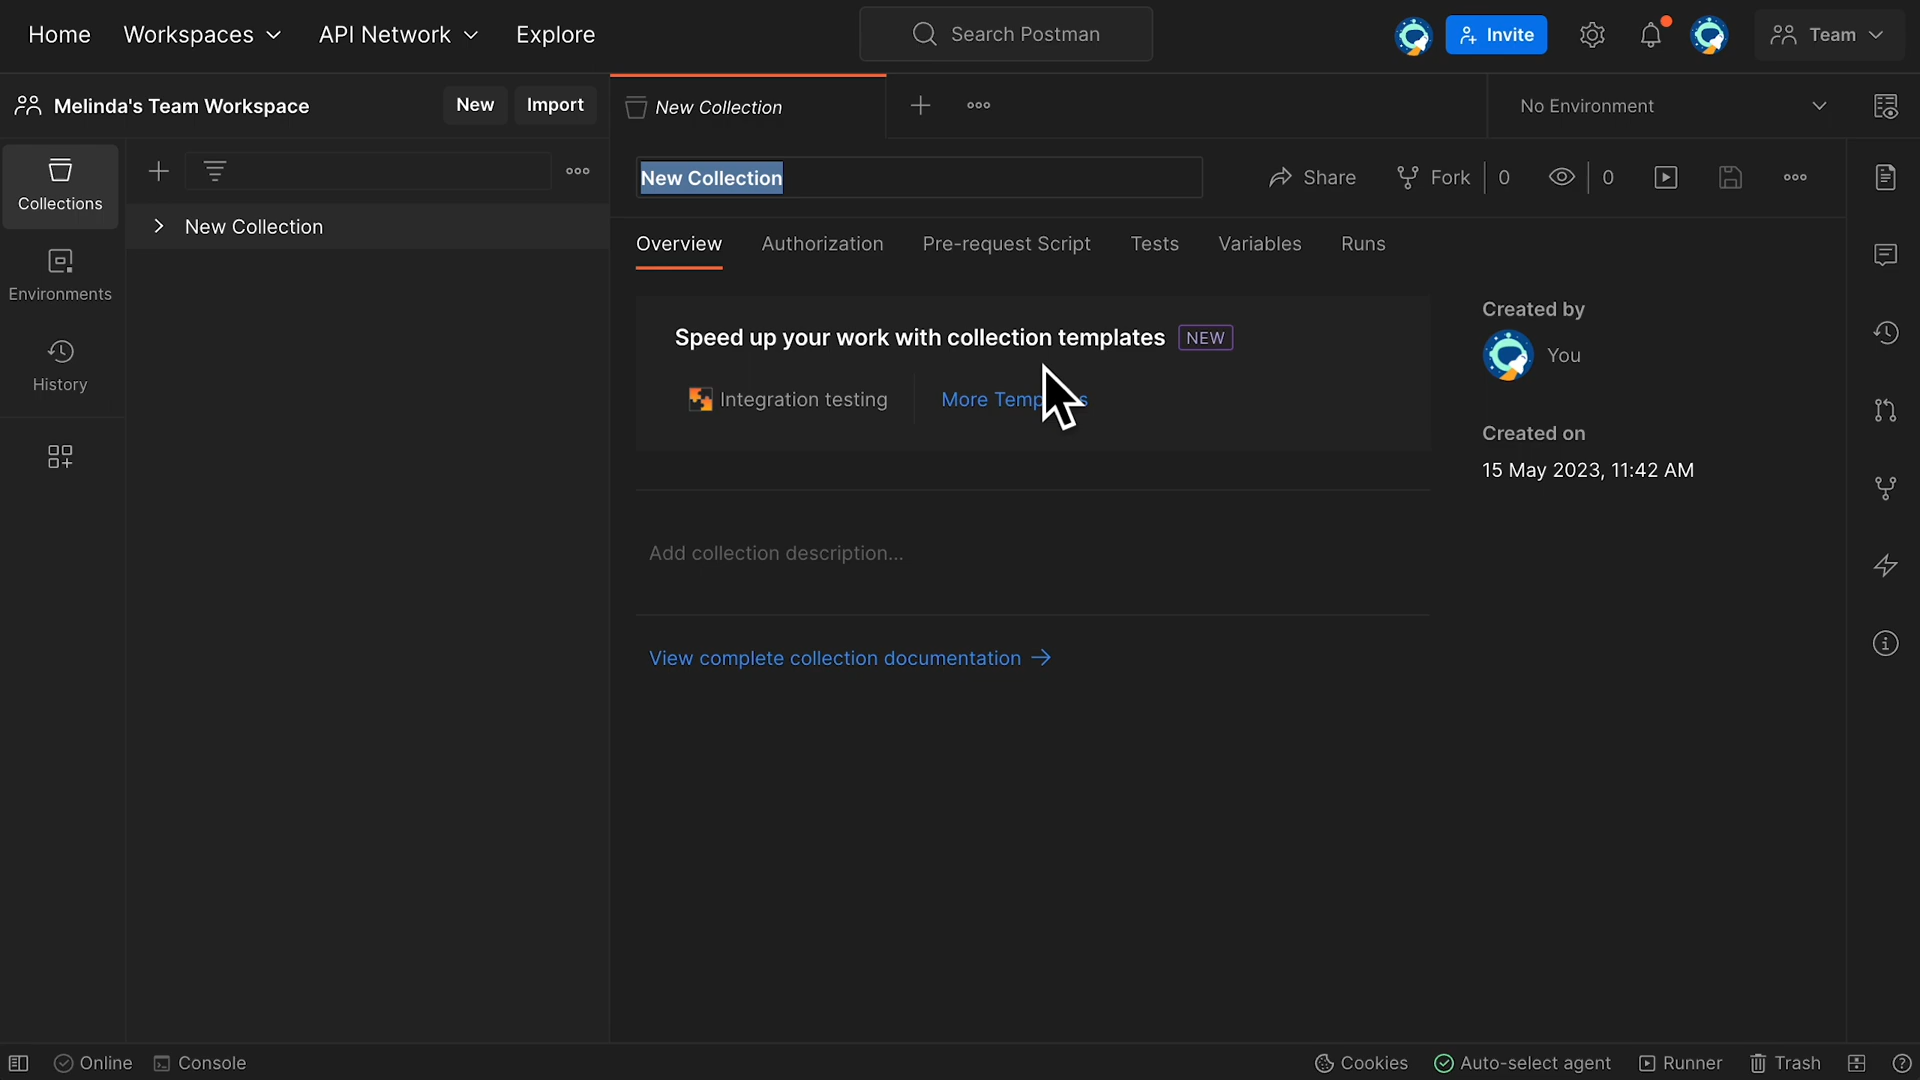 Home Workspaces API Network Explore
Search Postman
Invite
Team
Melinda's Team Workspace
New Import
New Collection
No Environment
Collections
New Collection
New Collection
Share Fork 0 0
Environments
History
Overview Authorization Pre-request Script Tests Variables Runs
Speed up your work with collection templates NEW
Integration testing More
Created by
You
Created on
15 May 2023, 11:42 AM
Add collection description...
View complete collection documentation →
Online Console
Cookies Auto-select agent Runner Trash